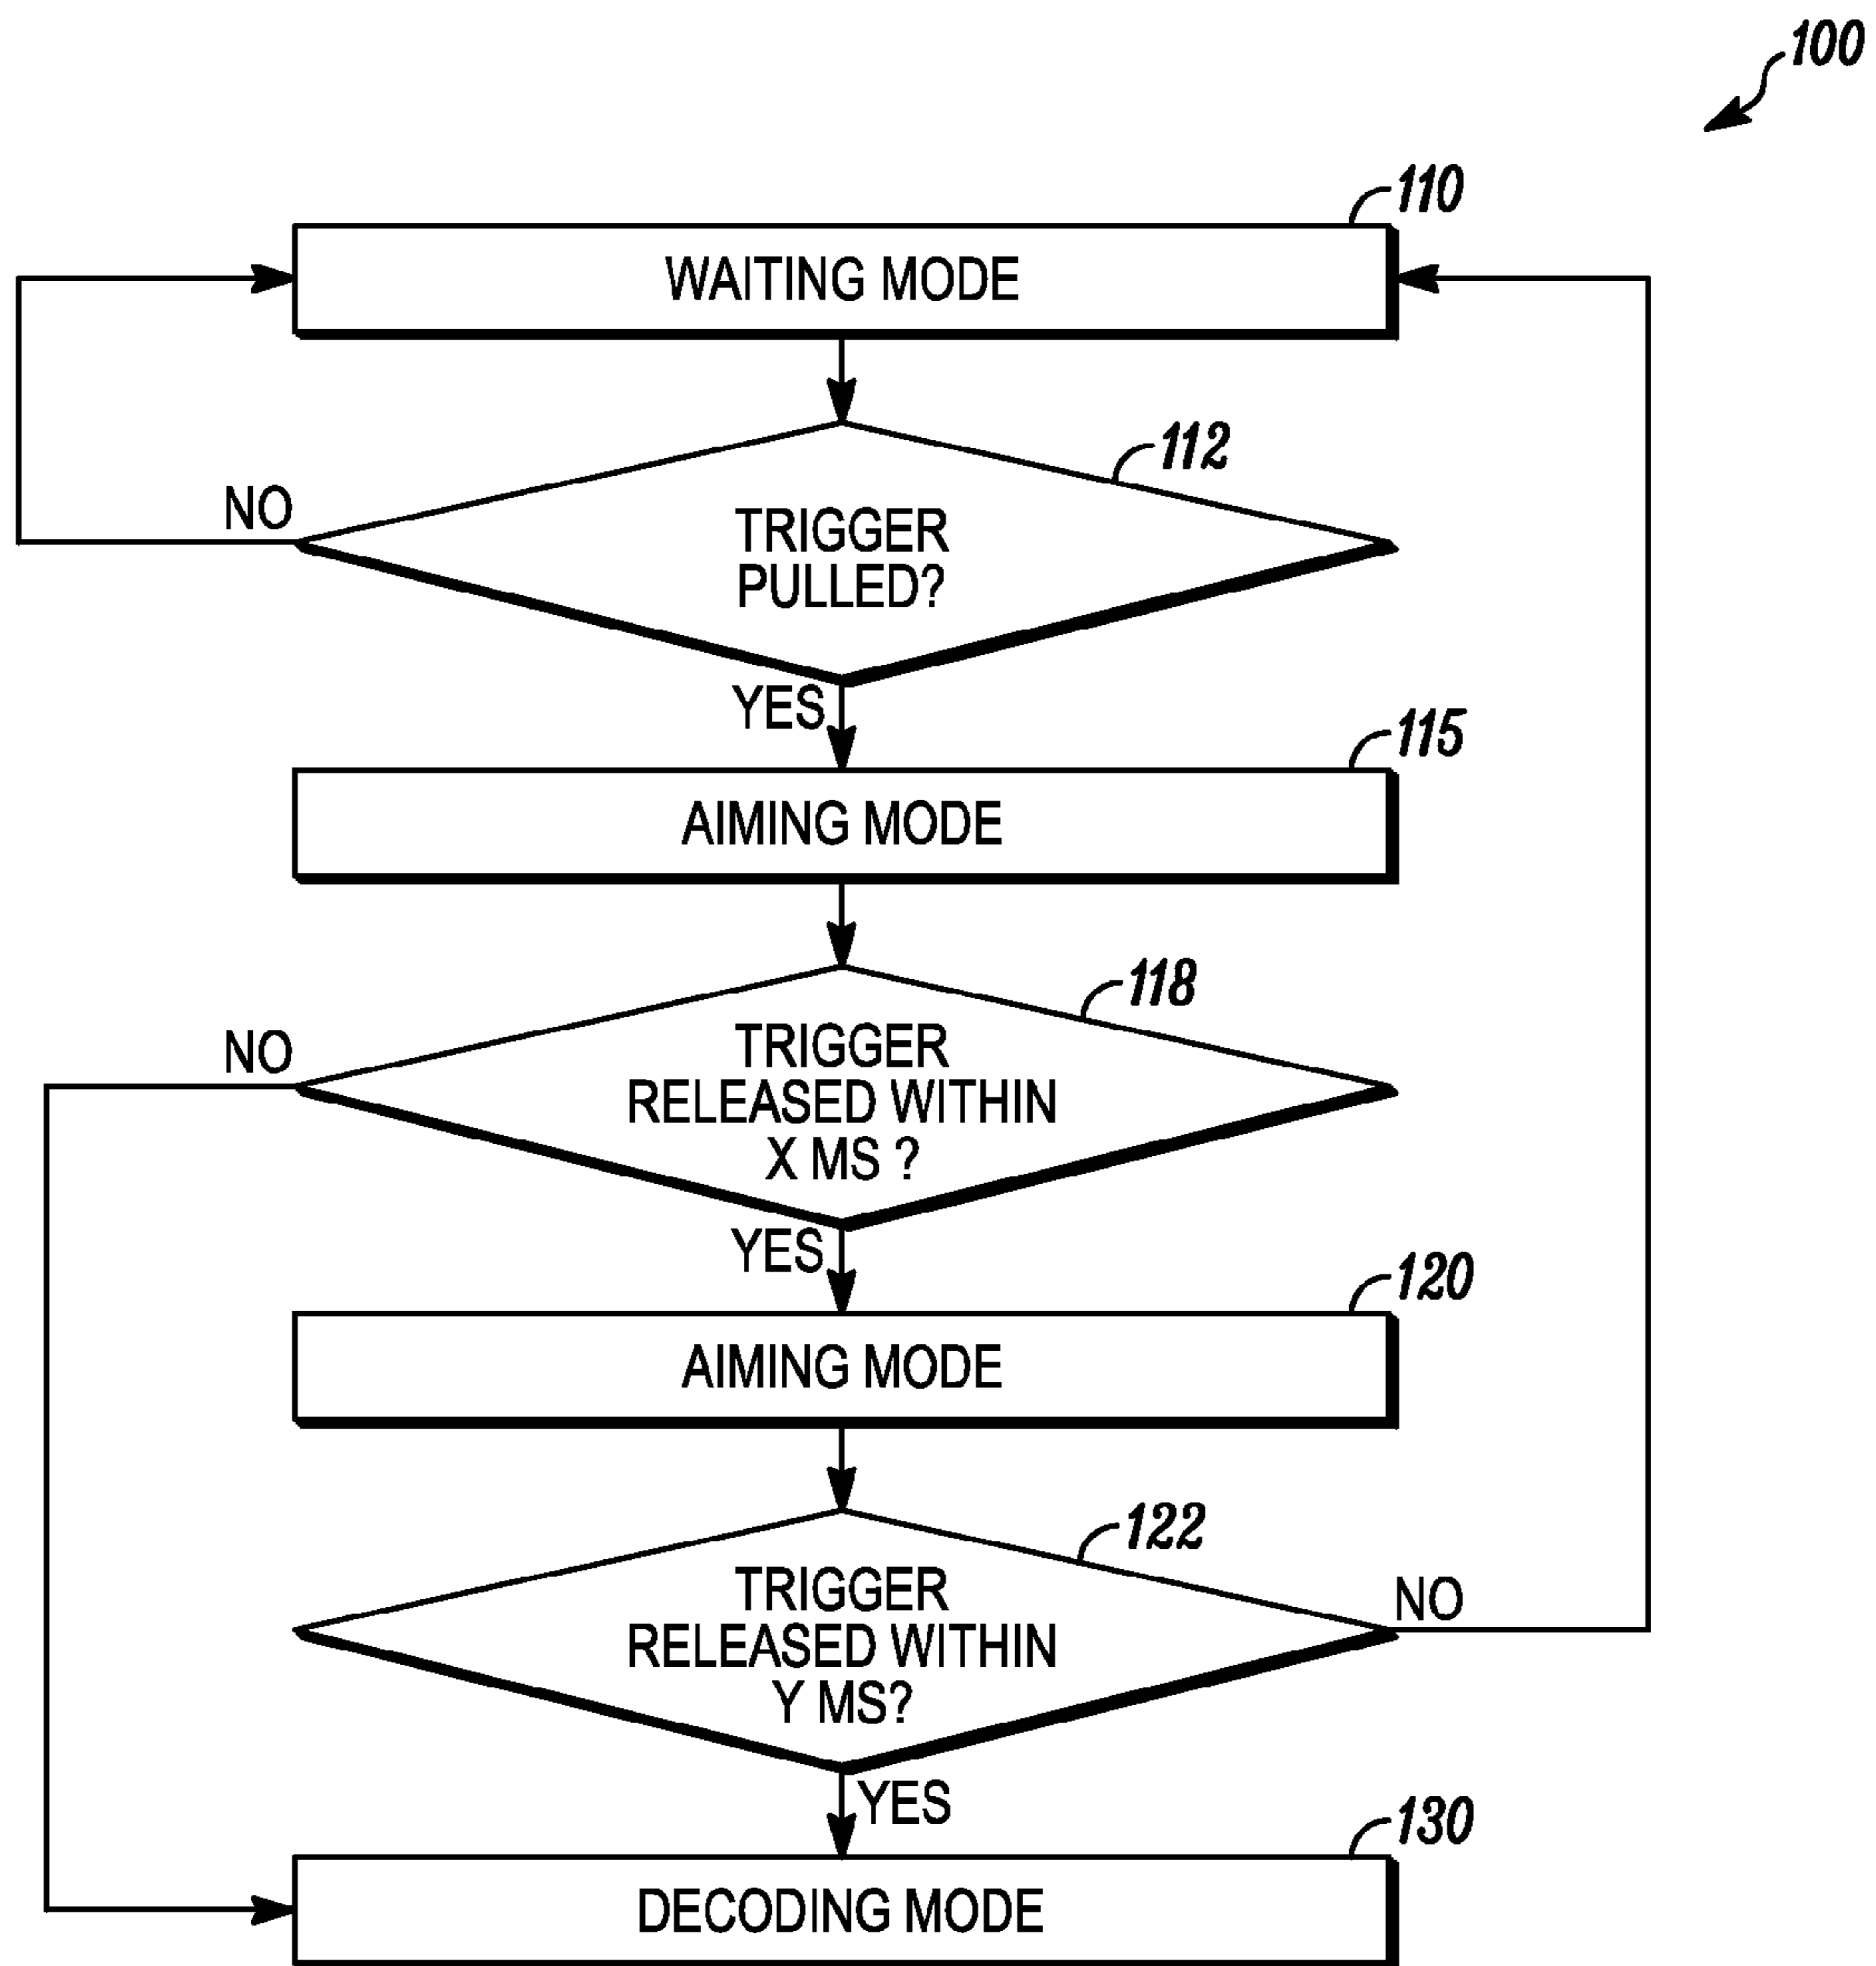 100
110
WAITING MODE
112
NO
TRIGGER
PULLED?
YES
115
AIMING MODE
118
NO
TRIGGER
RELEASED WITHIN
X MS ?
YES
120
AIMING MODE
122
TRIGGER
RELEASED WITHIN
Y MS?
NO
YES
130
DECODING MODE